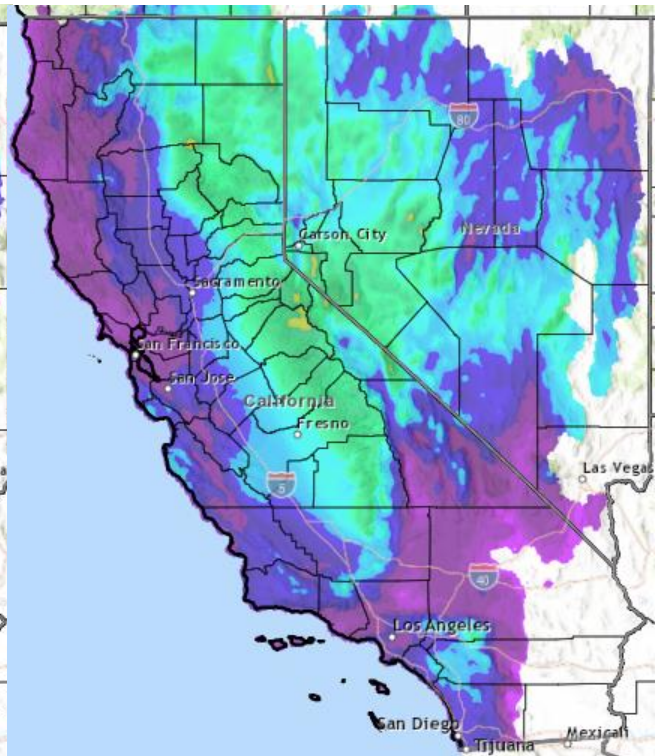 80
Carson City
Nevada
Sacramento
San Francisco
San Jose
California
Fresno
Las Vegas
5
40
Los Angeles
San Diego
Tijuana
Mexicali